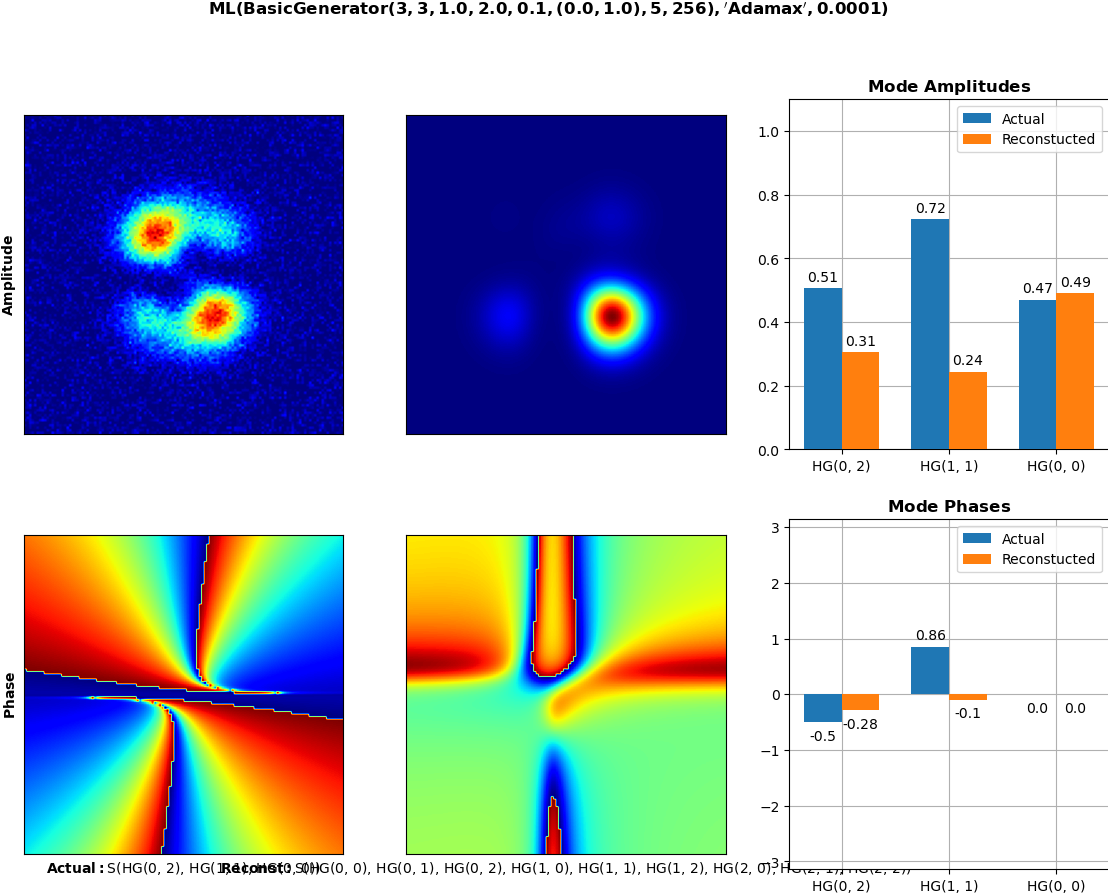 ML(BasicGenerator(3, 3, 1.0, 2.0, 0.1, (0.0, 1.0), 5, 256), ′Adamax′, 0.0001)
Mode Amplitudes
Amplitude
Actual
Reconstucted
1.0
0.8
0.6
0.4
0.2
0.0
0.51
0.31
0.72
0.24
0.47
0.49
HG(0, 2)
HG(1, 1)
HG(0, 0)
Mode Phases
Phase
Actual
Reconstucted
3
2
1
0
−1
−2
−3
-0.5
-0.28
0.86
-0.1
0.0
0.0
HG(0, 2)
HG(1, 1)
HG(0, 0)
Actual: S(HG(0, 2), HG(1, 1),
Reconst: S(HG(0, 0), HG(0, 1), HG(0, 2), HG(1, 0), HG(1, 1), HG(1, 2), HG(2, 0), HG(2, 1), HG(2, 2))